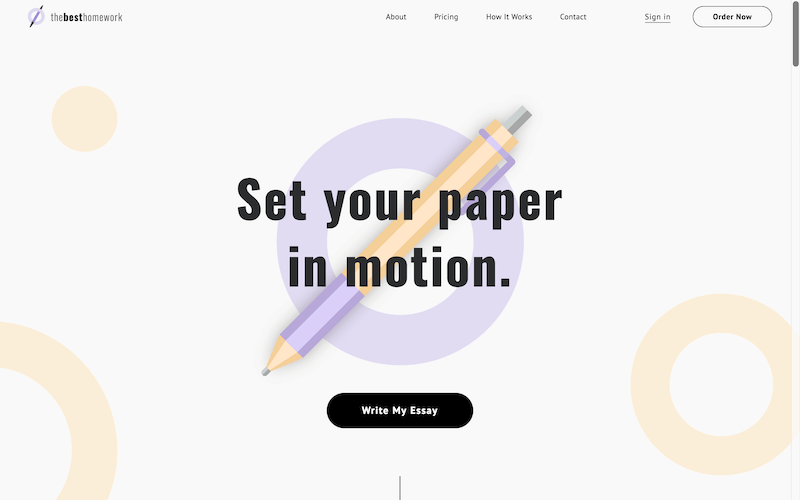 thebesthomework
About
Pricing
How It Works
Contact
Sign in
Order Now
Set your paper
in motion.
Write My Essay